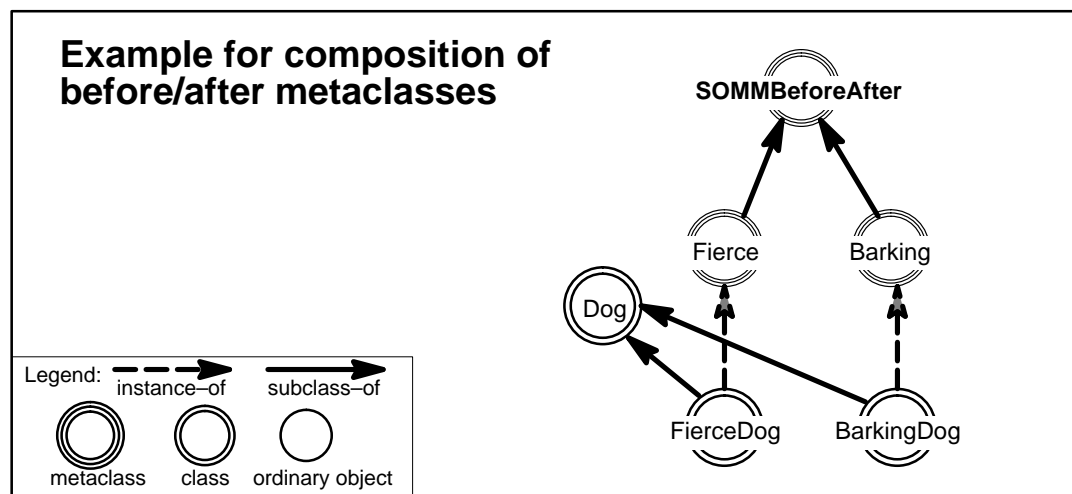 Example for composition of
before/after metaclasses
SOMMBeforeAfter
Fierce
Barking
Dog
FierceDog
BarkingDog
Legend:
instance–of
subclass–of
metaclass
class
ordinary object